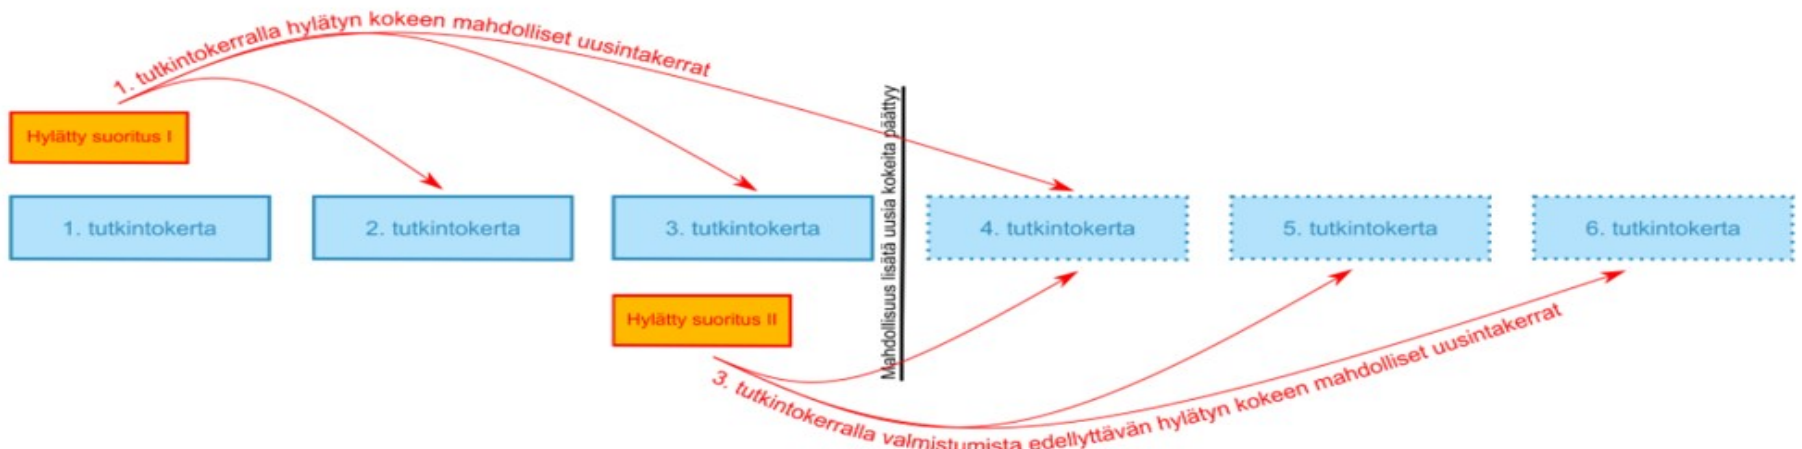 1. tutkintokerralla hylätyn kokeen mahdolliset uusintakerrat
Hylätty suoritus I
Mahdollisuus lisätä uusia kokeita päättyy
1. tutkintokerta
2. tutkintokerta
3. tutkintokerta
4. tutkintokerta
5. tutkintokerta
6. tutkintokerta
Hylätty suoritus II
3. tutkintokerralla valmistumista edellyttävän hylätyn kokeen mahdolliset uusintakerrat